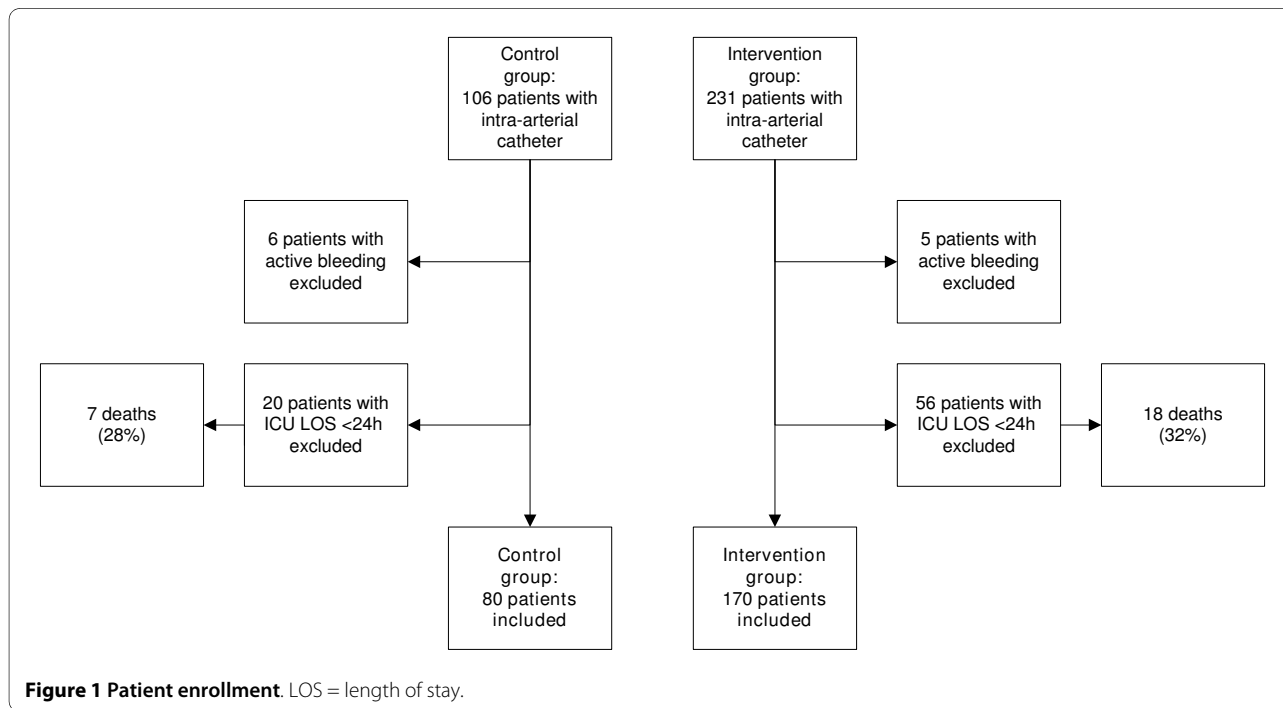 Control
group:
106 patients with
intra-arterial
catheter
Intervention
group:
231 patients with
intra-arterial
catheter
6 patients with
active bleeding
excluded
5 patients with
active bleeding
excluded
7 deaths
(28%)
20 patients with
ICU LOS <24h
excluded
56 patients with
ICU LOS <24h
excluded
18 deaths
(32%)
Control
group:
80 patients
included
Intervention
group:
170 patients
included
Figure 1 Patient enrollment. LOS = length of stay.